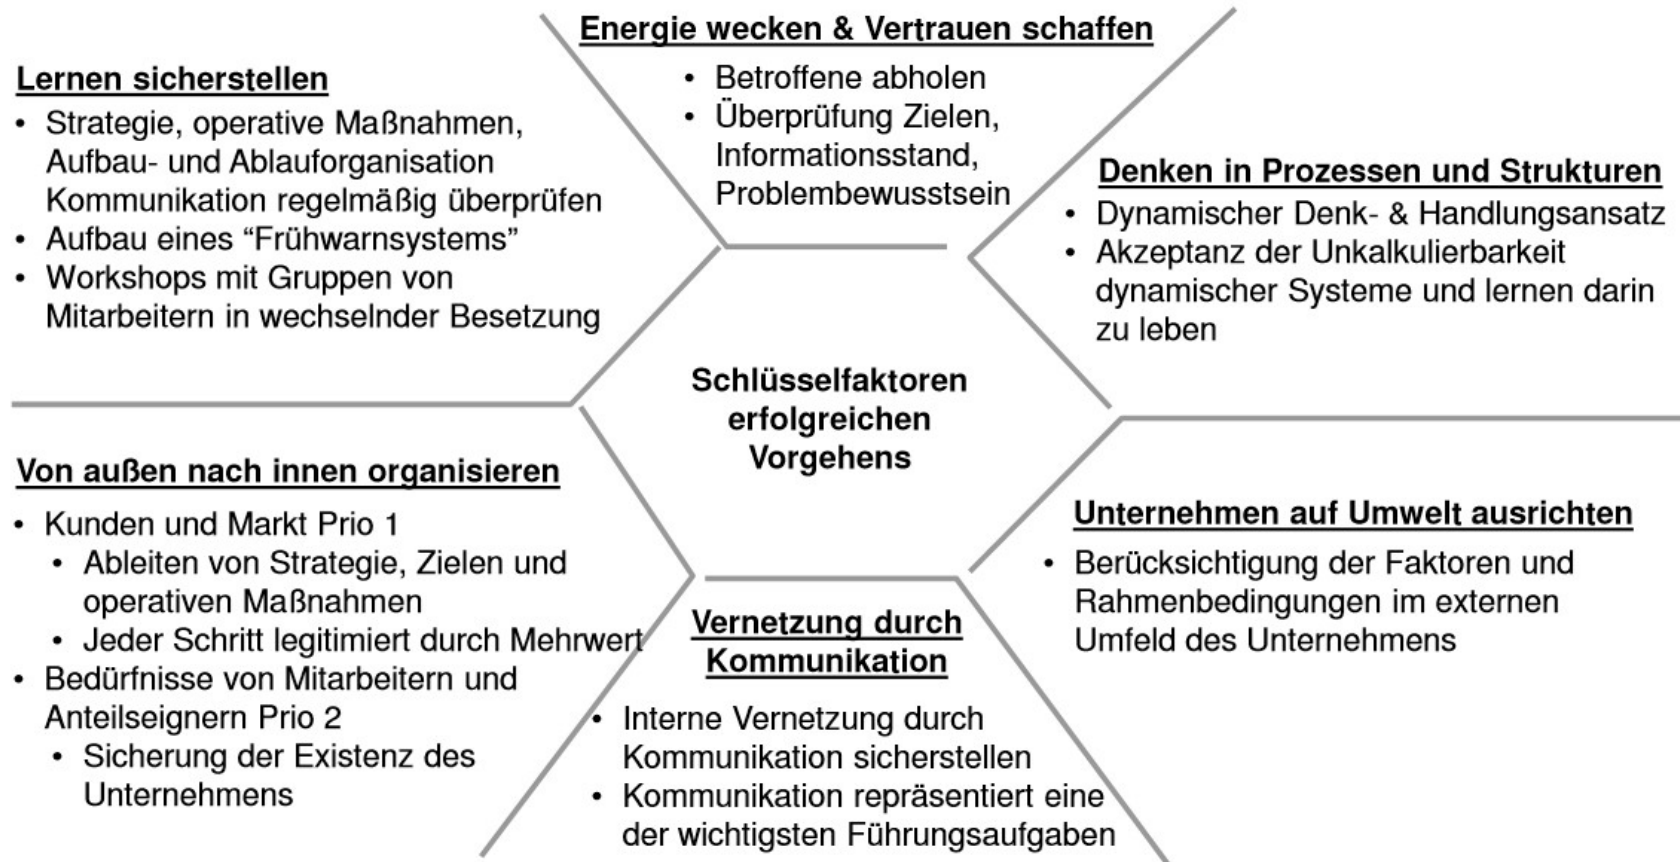 Energie wecken & Vertrauen schaffen
• Betroffene abholen
• Überprüfung Zielen,
Informationsstand,
Problembewusstsein
Lernen sicherstellen
• Strategie, operative Maßnahmen,
Aufbau- und Ablauforganisation
Kommunikation regelmäßig überprüfen
• Aufbau eines “Frühwarnsystems”
• Workshops mit Gruppen von
Mitarbeitern in wechselnder Besetzung
Denken in Prozessen und Strukturen
• Dynamischer Denk- & Handlungsansatz
• Akzeptanz der Unkalkulierbarkeit
dynamischer Systeme und lernen darin
zu leben
Schlüsselfaktoren
erfolgreichen
Vorgehens
Von außen nach innen organisieren
• Kunden und Markt Prio 1
• Ableiten von Strategie, Zielen und
operativen Maßnahmen
• Jeder Schritt legitimiert durch Mehrwert
• Bedürfnisse von Mitarbeitern und
Anteilseignern Prio 2
• Sicherung der Existenz des
Unternehmens
Vernetzung durch
Kommunikation
• Interne Vernetzung durch
Kommunikation sicherstellen
• Kommunikation repräsentiert eine
der wichtigsten Führungsaufgaben
Unternehmen auf Umwelt ausrichten
• Berücksichtigung der Faktoren und
Rahmenbedingungen im externen
Umfeld des Unternehmens